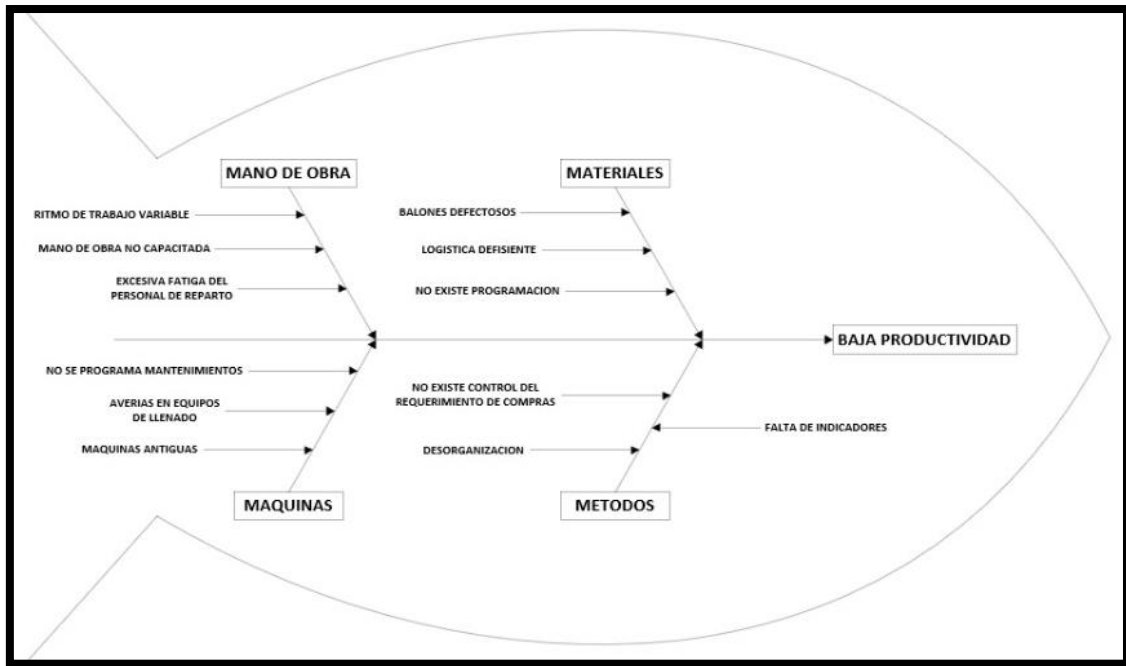 MANO DE OBRA
RITMO DE TRABAJO VARIABLE
MANO DE OBRA NO CAPACITADA
EXCESIVA FATIGA DEL
PERSONAL DE REPARTO
MATERIALES
BALONES DEFECTOSOS
LOGISTICA DEFISIENTE
NO EXISTE PROGRAMACION
BAJA PRODUCTIVIDAD
NO SE PROGRAMA MANTENIMIENTOS
AVERIAS EN EQUIPOS
DE LLENADO
MAQUINAS ANTIGUAS
MAQUINAS
NO EXISTE CONTROL DEL
REQUERIMIENTO DE COMPRAS
FALTA DE INDICADORES
DESORGANIZACION
METODOS